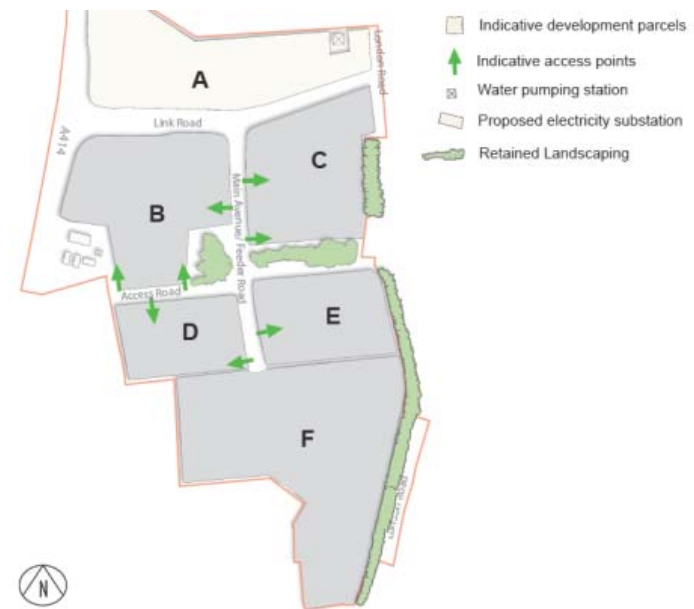 Indicative development parcels
Indicative access points
Water pumping station
Proposed electricity substation
Retained Landscaping
London Road
A
Link Road
A414
C
Main Avenue/ Feeder Road
B
Access Road
D
E
F
N